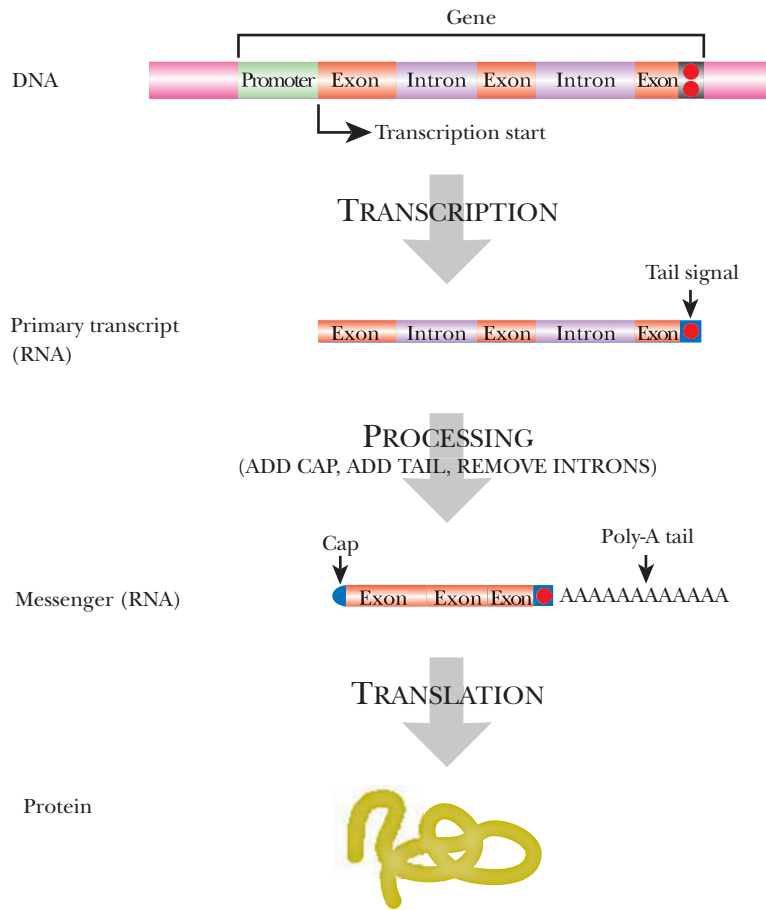 Gene
DNA
Promoter Exon Intron Exon Intron Exon
Transcription start
TRANSCRIPTION
Tail signal
Primary transcript
(RNA)
Exon Intron Exon Intron Exon
PROCESSING
(ADD CAP, ADD TAIL, REMOVE INTRONS)
Cap
Poly-A tail
Messenger (RNA)
Exon Exon Exon AAAAAAAAAAAA
TRANSLATION
Protein